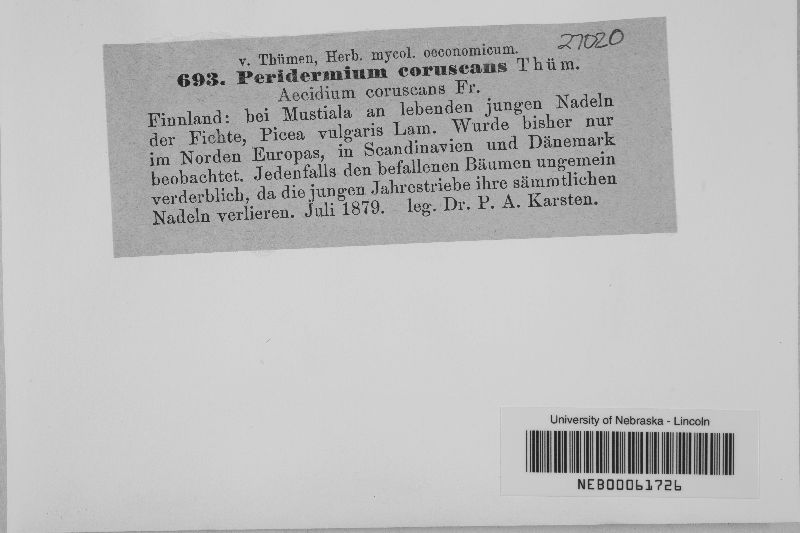 27020
v. Thümen, Herb. mycol. oeconomicum.
693. Peridermium coruscans Thüm.
Aecidium coruscans Fr.
Finnland: bei Mustiala an lebenden jungen Nadeln
der Fichte, Picea vulgaris Lam. Wurde bisher nur
im Norden Europas, in Scandinavien und Dänemark
beobachtet. Jedenfalls den befallenen Bäumen ungemein
verderblich, da die jungen Jahrestriebe ihre sämmtlichen
Nadeln verlieren. Juli 1879. leg. Dr. P. A. Karsten.
University of Nebraska - Lincoln
NEB00061726